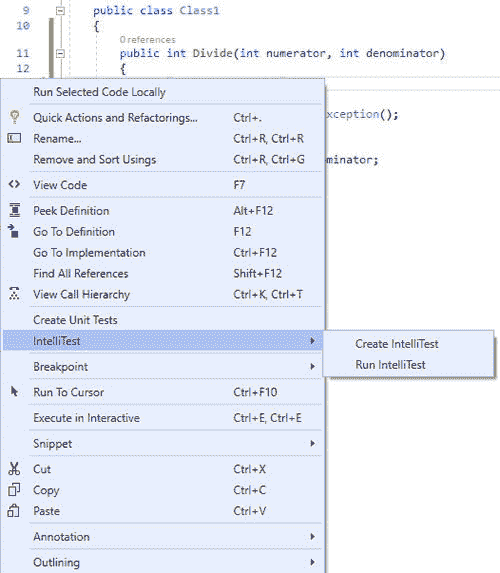 9 public class Class1
10 {
0 references
11 public int Divide(int numerator, int denominator)
12 {
Run Selected Code Locally
xception();
Quick Actions and Refactorings... Ctrl+.
Rename... Ctrl+R, Ctrl+R
Remove and Sort Usings Ctrl+R, Ctrl+G
minator;
View Code F7
Peek Definition Alt+F12
Go To Definition F12
Go To Implementation Ctrl+F12
Find All References Shift+F12
View Call Hierarchy Ctrl+K, Ctrl+T
Create Unit Tests
IntelliTest
Create IntelliTest
Run IntelliTest
Breakpoint
Run To Cursor Ctrl+F10
Execute in Interactive Ctrl+E, Ctrl+E
Snippet
Cut Ctrl+X
Copy Ctrl+C
Paste Ctrl+V
Annotation
Outlining